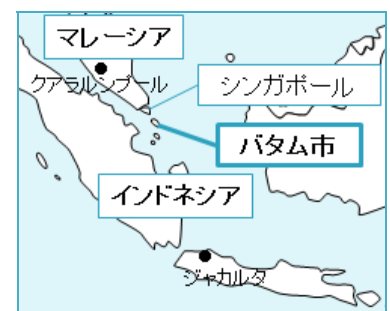 マレーシア
クアラルンプール
シンガポール
バタム市
インドネシア
ジャカルタ